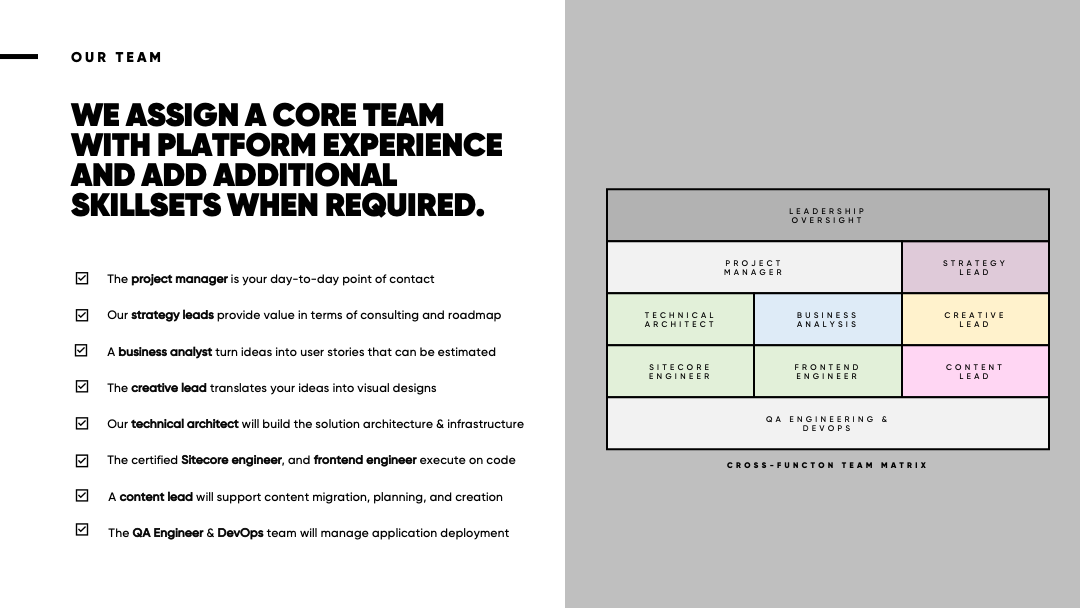 OUR TEAM
WE ASSIGN A CORE TEAM
WITH PLATFORM EXPERIENCE
AND ADD ADDITIONAL
SKILLSETS WHEN REQUIRED.
The project manager is your day-to-day point of contact
Our strategy leads provide value in terms of consulting and roadmap
A business analyst turn ideas into user stories that can be estimated
The creative lead translates your ideas into visual designs
Our technical architect will build the solution architecture & infrastructure
The certified Sitecore engineer, and frontend engineer execute on code
A content lead will support content migration, planning, and creation
The QA Engineer & DevOps team will manage application deployment
LEADERSHIP
OVERSIGHT
PROJECT
MANAGER
STRATEGY
LEAD
TECHNICAL
ARCHITECT
BUSINESS
ANALYSIS
CREATIVE
LEAD
SITECORE
ENGINEER
FRONTEND
ENGINEER
CONTENT
LEAD
QA ENGINEERING &
DEVOPS
CROSS-FUNCTON TEAM MATRIX